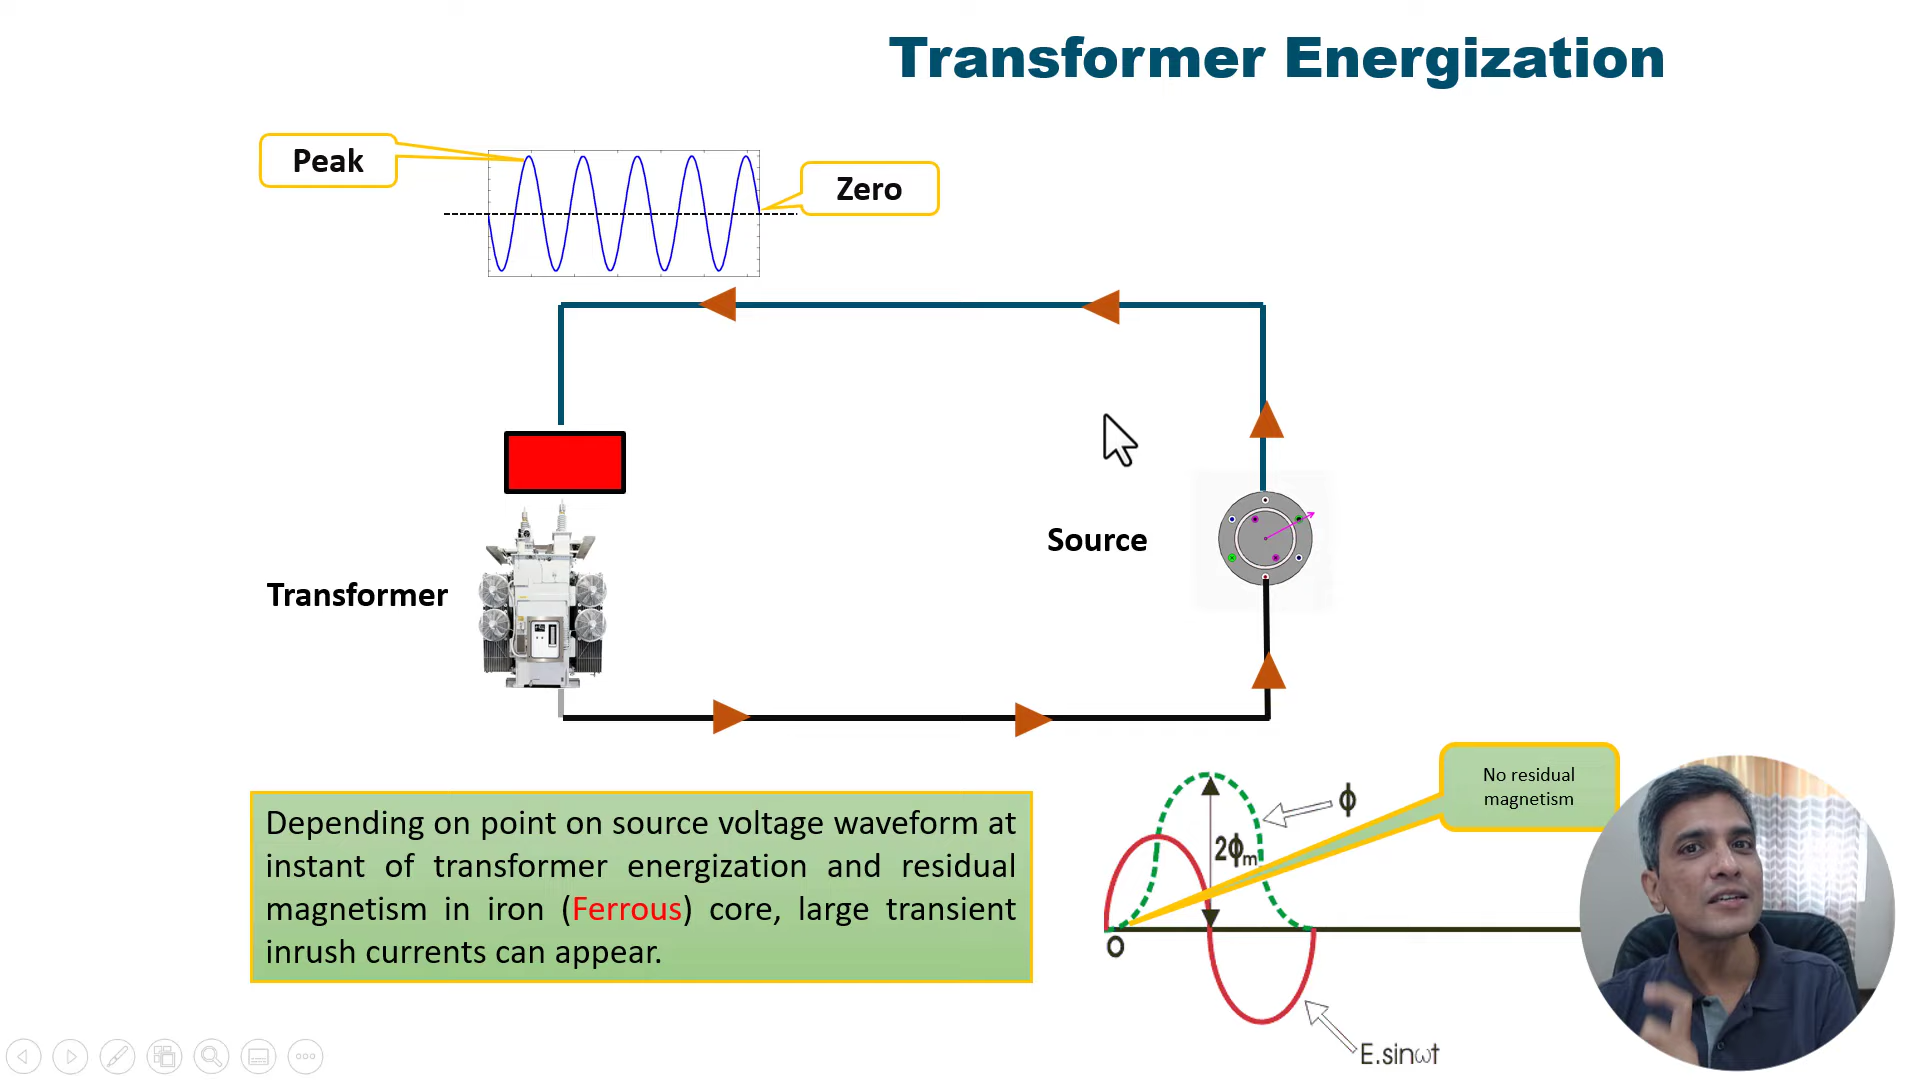 Transformer Energization
Peak
Zero
Source
Transformer
No residual
magnetism
ϕ
2ϕm
O
E.sinωt
Depending on point on source voltage waveform at
instant of transformer energization and residual
magnetism in iron (Ferrous) core, large transient
inrush currents can appear.